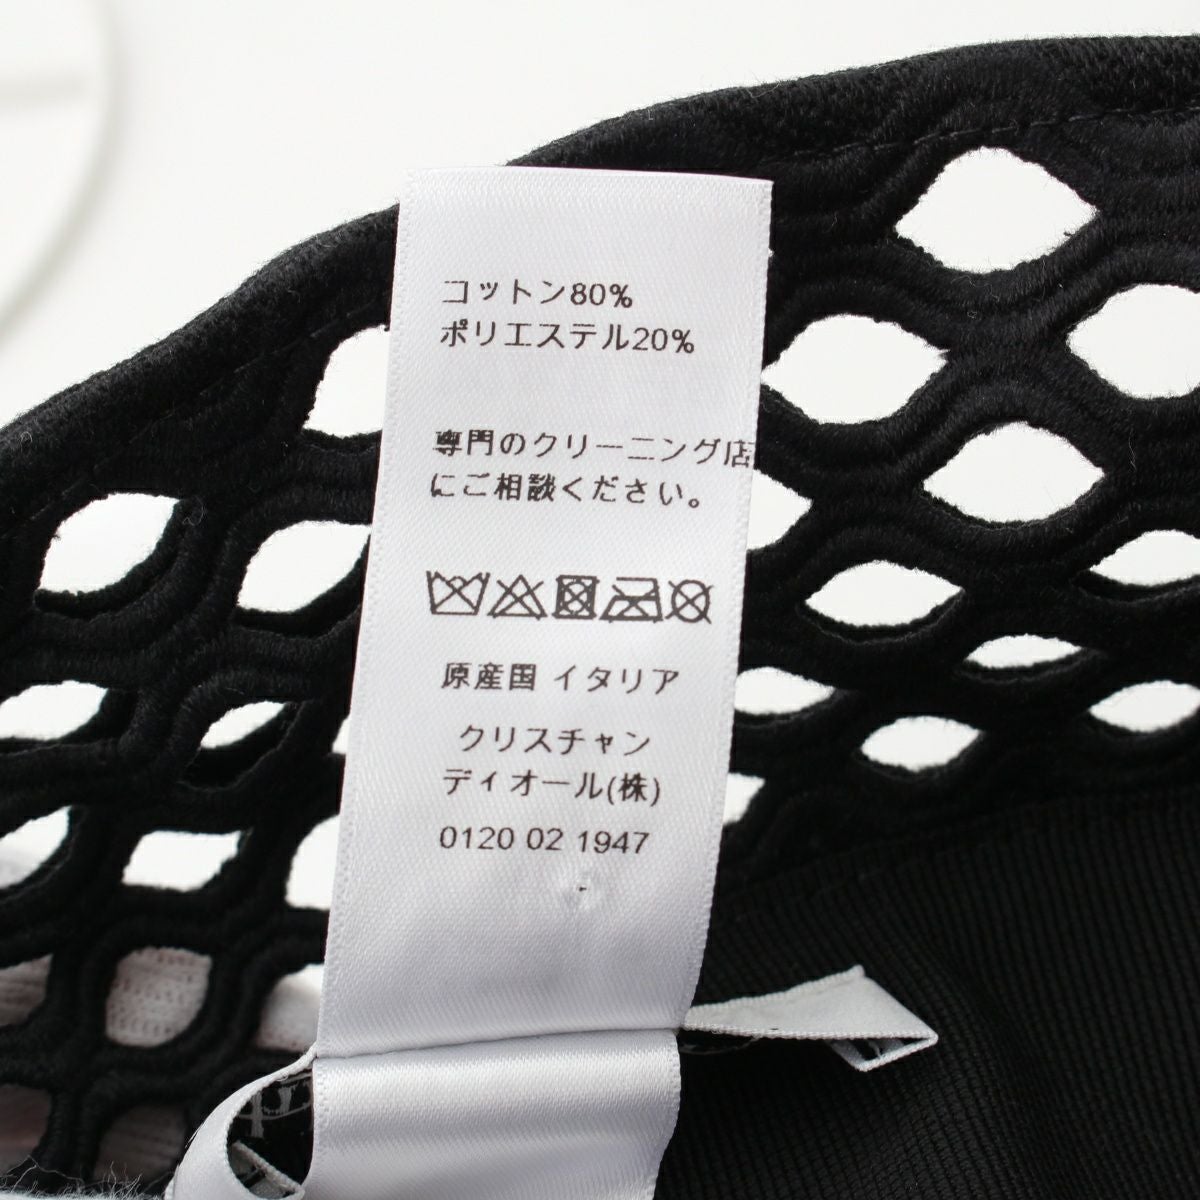 コットン80%
ポリエステル20%
専門のクリーニング店
にご相談ください。
原産国 イタリア
クリスチャン
ディオール(株)
0120 02 1947